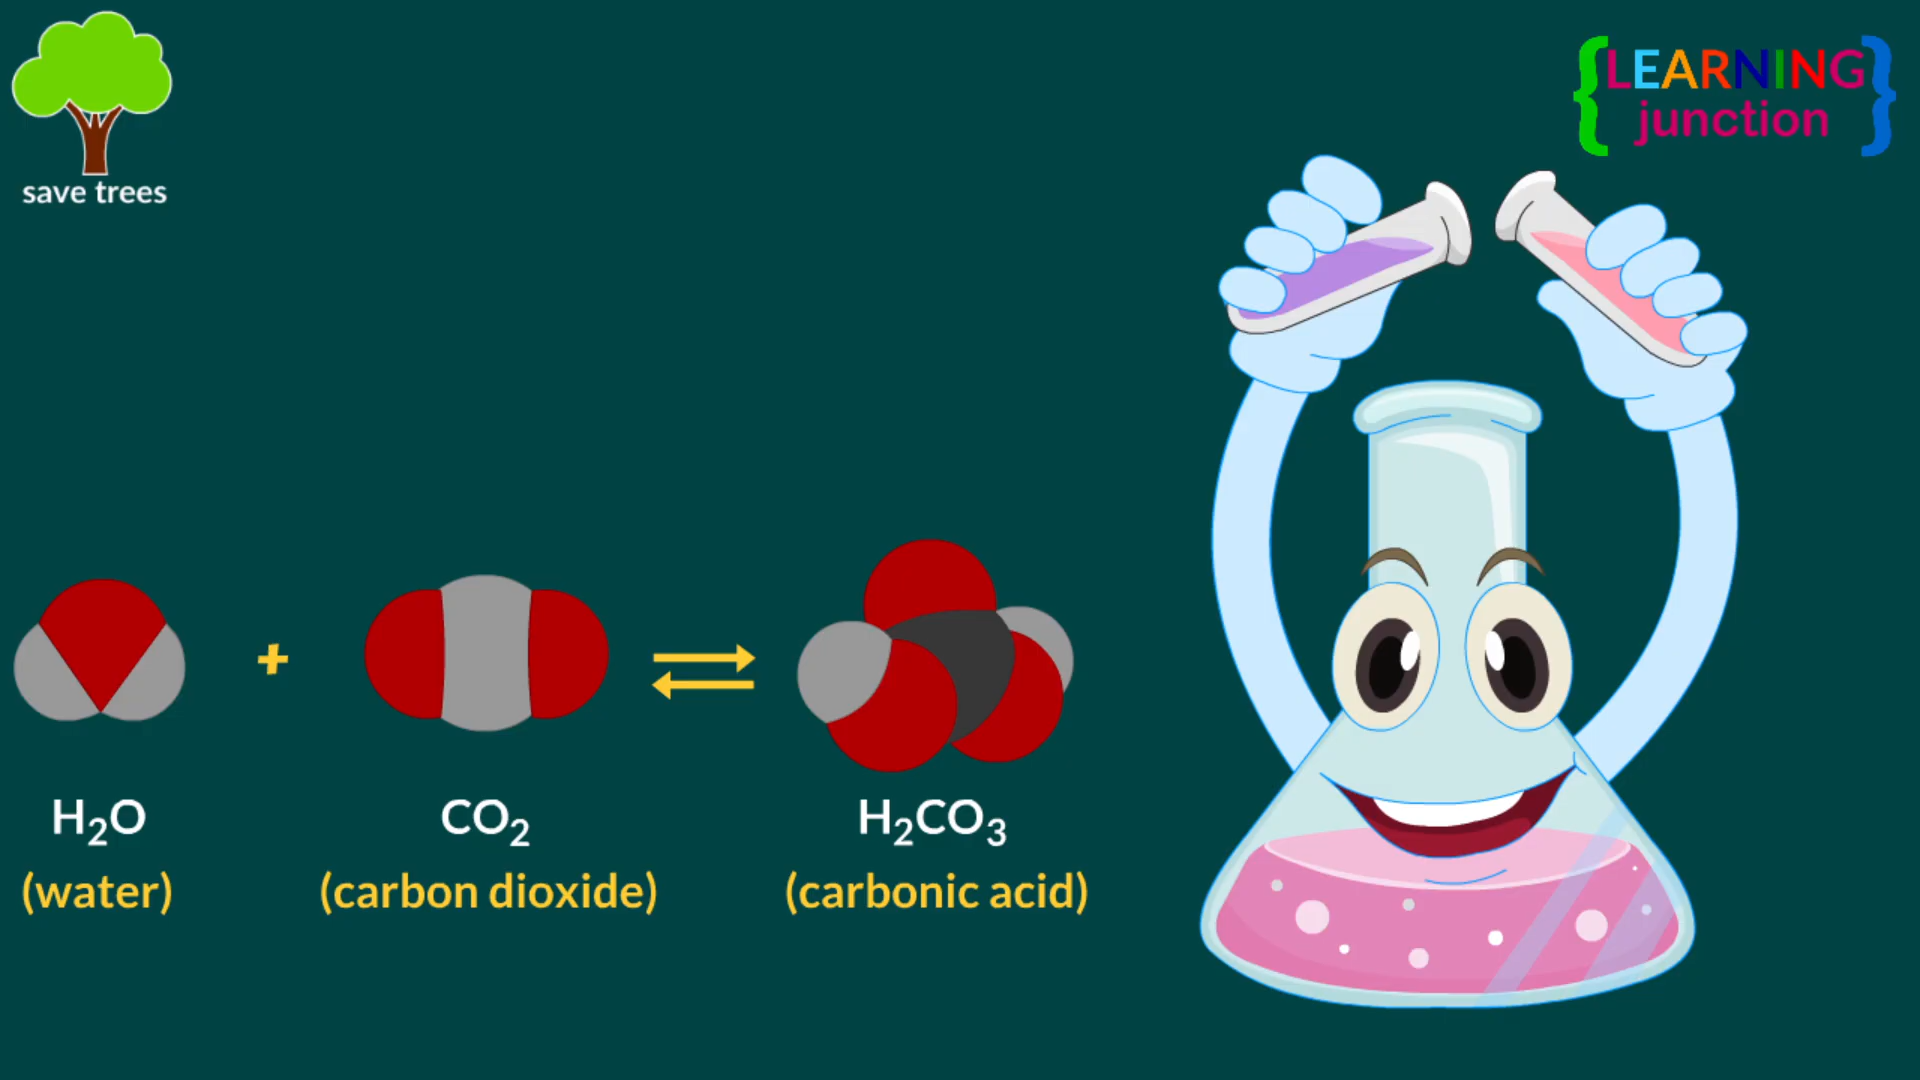 save trees
{LEARNING
junction}
+
H₂O
CO₂
H₂CO₃
(water)
(carbon dioxide)
(carbonic acid)